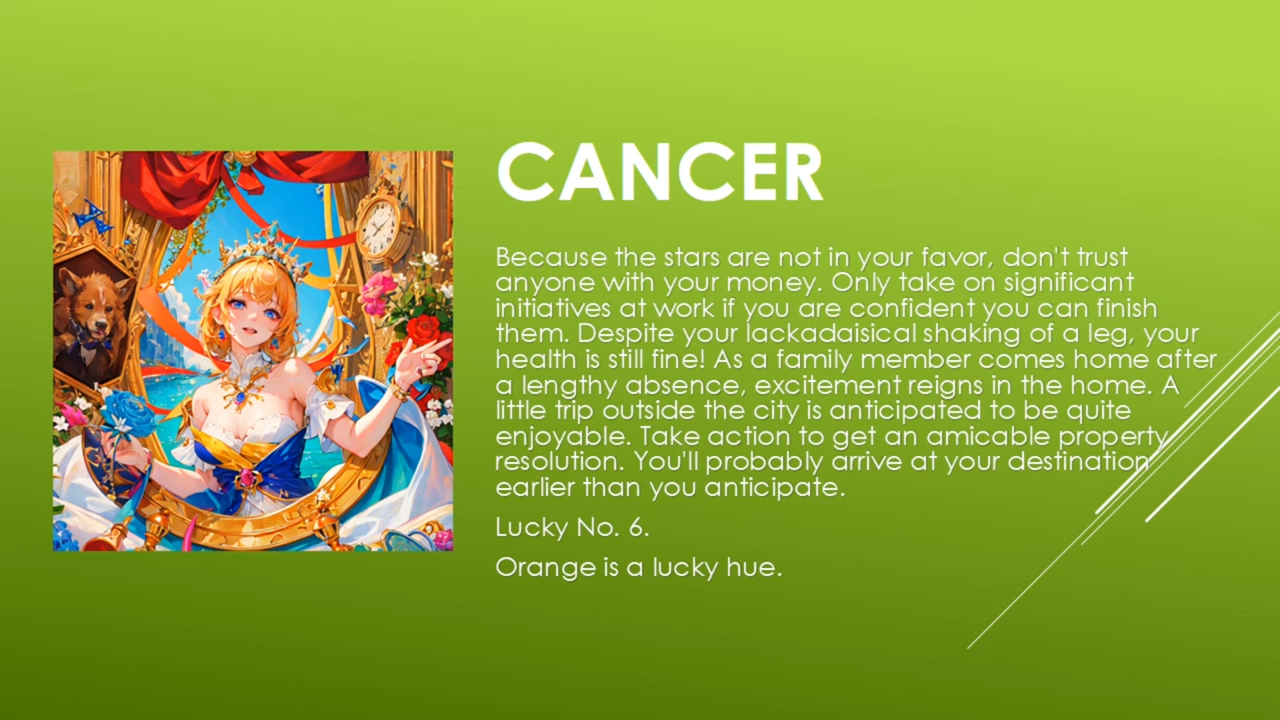 CANCER
Because the stars are not in your favor, don't trust
anyone with your money. Only take on significant
initiatives at work if you are confident you can finish
them. Despite your lackadaisical shaking of a leg, your
health is still fine! As a family member comes home after
a lengthy absence, excitement reigns in the home. A
little trip outside the city is anticipated to be quite
enjoyable. Take action to get an amicable property
resolution. You'll probably arrive at your destination
earlier than you anticipate.
Lucky No. 6.
Orange is a lucky hue.